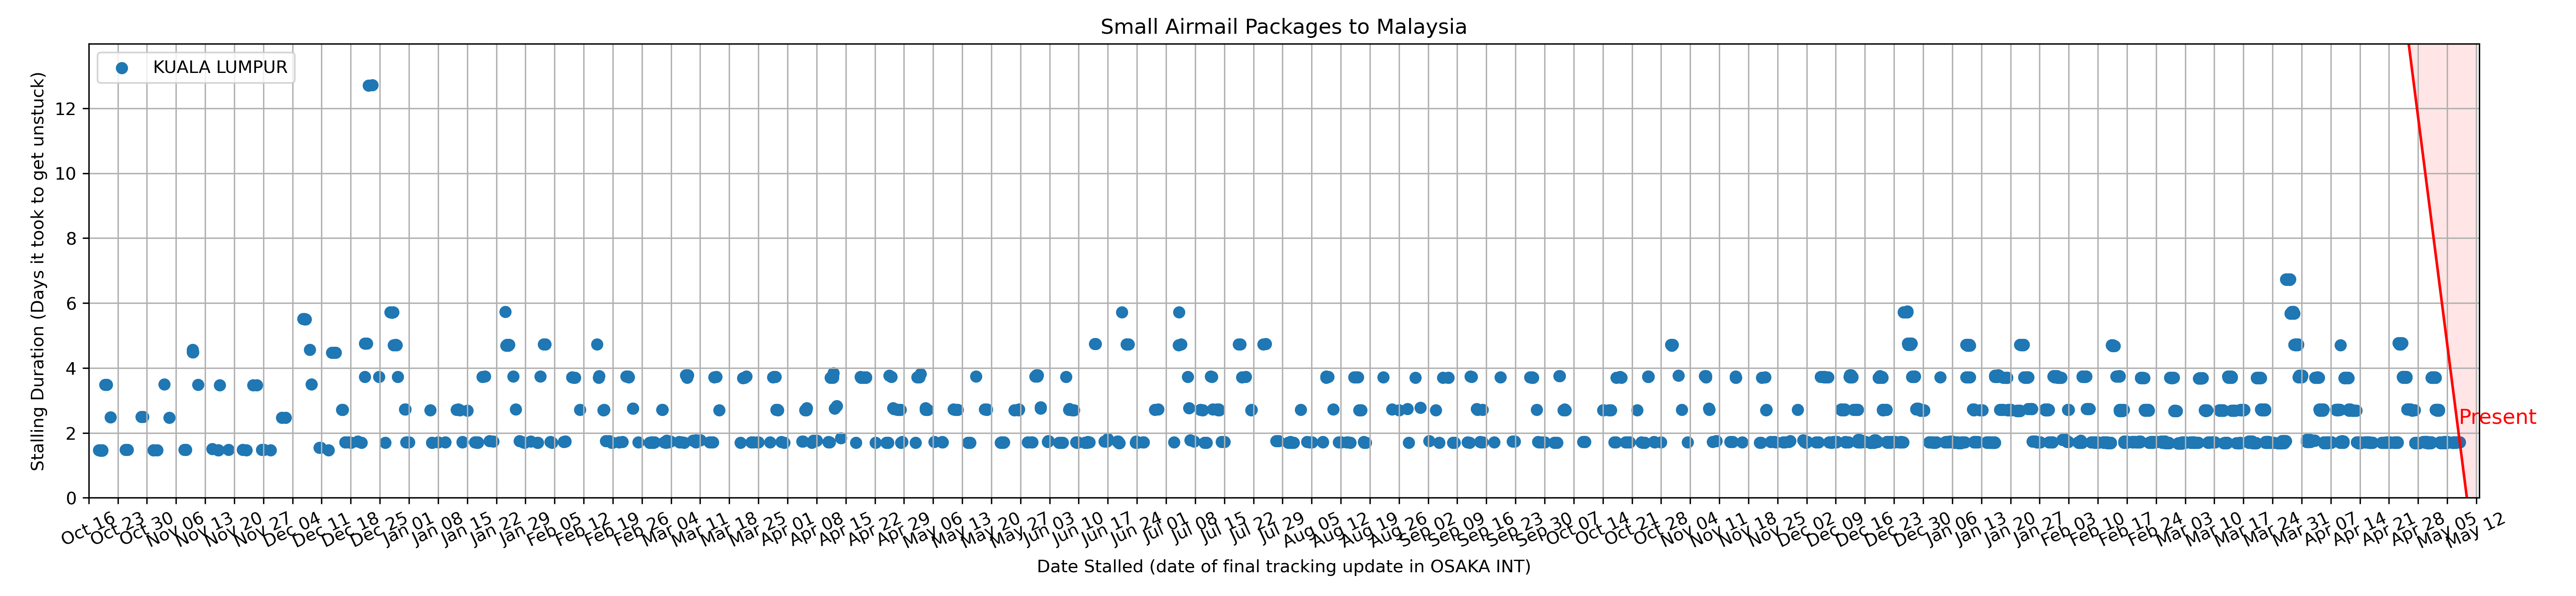 Small Airmail Packages to Malaysia
KUALA LUMPUR
Stalling Duration (Days it took to get unstuck)
12
10
8
6
4
2
0
Present
Oct 16
Oct 23
Oct 30
Nov 06
Nov 13
Nov 20
Nov 27
Dec 04
Dec 11
Dec 18
Dec 25
Jan 01
Jan 08
Jan 15
Jan 22
Jan 29
Feb 05
Feb 12
Feb 19
Feb 26
Mar 04
Mar 11
Mar 18
Mar 25
Apr 01
Apr 08
Apr 15
Apr 22
Apr 29
May 06
May 13
May 20
May 27
Jun 03
Jun 10
Jun 17
Jun 24
Jul 01
Jul 08
Jul 15
Jul 22
Jul 29
Aug 05
Aug 12
Aug 19
Aug 26
Sep 02
Sep 09
Sep 16
Sep 23
Sep 30
Oct 07
Oct 14
Oct 21
Oct 28
Nov 04
Nov 11
Nov 18
Nov 25
Dec 02
Dec 09
Dec 16
Dec 23
Dec 30
Jan 06
Jan 13
Jan 20
Jan 27
Feb 03
Feb 10
Feb 17
Feb 24
Mar 03
Mar 10
Mar 17
Mar 24
Mar 31
Apr 07
Apr 14
Apr 21
Apr 28
May 05
May 12
Date Stalled (date of final tracking update in OSAKA INT)